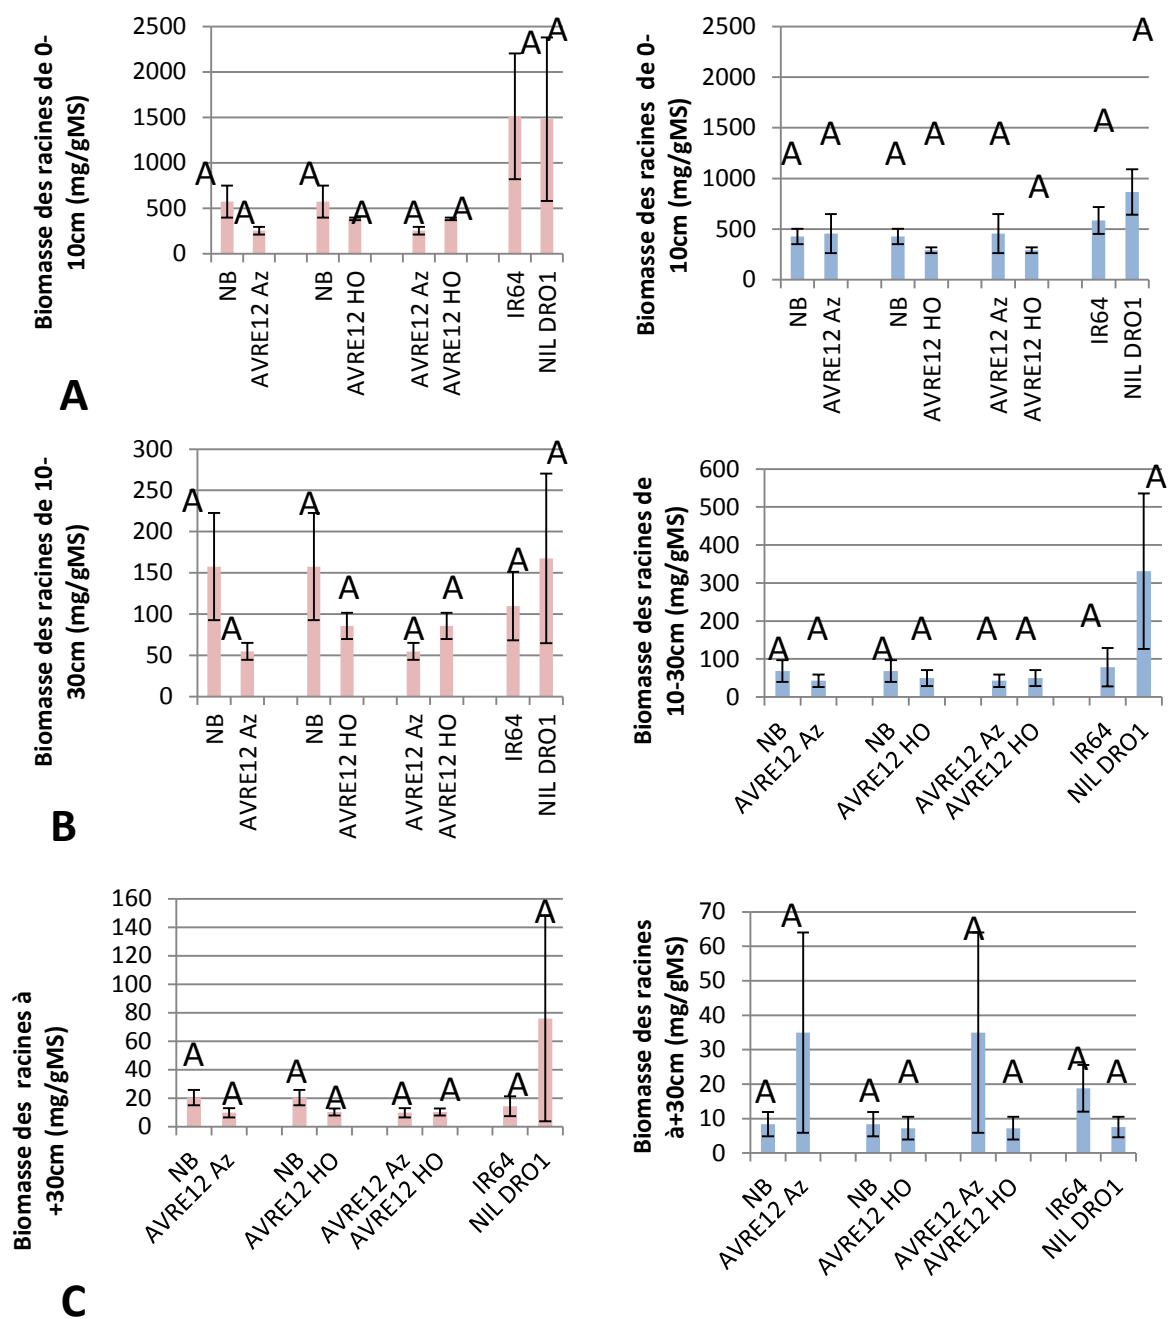 Biomasse des racines de 0-
10cm (mg/gMS)
2500
2000
1500
1000
500
0
A A
A A A A A A
NB
AVRE12 Az
NB
AVRE12 HO
AVRE12 Az
AVRE12 HO
IR64
NIL DRO1
A
Biomasse des racines de 0-
10cm (mg/gMS)
2500
2000
1500
1000
500
0
A A A A A A A A
NB
AVRE12 Az
NB
AVRE12 HO
AVRE12 Az
AVRE12 HO
IR64
NIL DRO1
Biomasse des racines de 10-
30cm (mg/gMS)
300
250
200
150
100
50
0
A A A A A A A A
NB
AVRE12 Az
NB
AVRE12 HO
AVRE12 Az
AVRE12 HO
IR64
NIL DRO1
B
Biomasse des racines de
10-30cm (mg/gMS)
600
500
400
300
200
100
0
A A A A A A A A
NB
AVRE12 Az
NB
AVRE12 HO
AVRE12 Az
AVRE12 HO
IR64
NIL DRO1
Biomasse des racines à
+30cm (mg/gMS)
160
140
120
100
80
60
40
20
0
A A A A A A A A
NB
AVRE12 Az
NB
AVRE12 HO
AVRE12 Az
AVRE12 HO
IR64
NIL DRO1
C
Biomasse des racines
à+30cm (mg/gMS)
70
60
50
40
30
20
10
0
A A A A A A A A
NB
AVRE12 Az
NB
AVRE12 HO
AVRE12 Az
AVRE12 HO
IR64
NIL DRO1